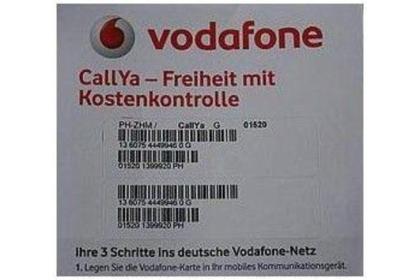 vodafone
CallYa – Freiheit mit
Kostenkontrolle
PH-ZHM / CallYa G 01520
13 6075 4449946 0 G
01520 1399920 PH
13 6075 4449946 0 G
01520 1399920 PH
Ihre 3 Schritte ins deutsche Vodafone-Netz
1. Legen Sie die Vodafone-Karte in Ihr mobiles Kommunikationsgerät.